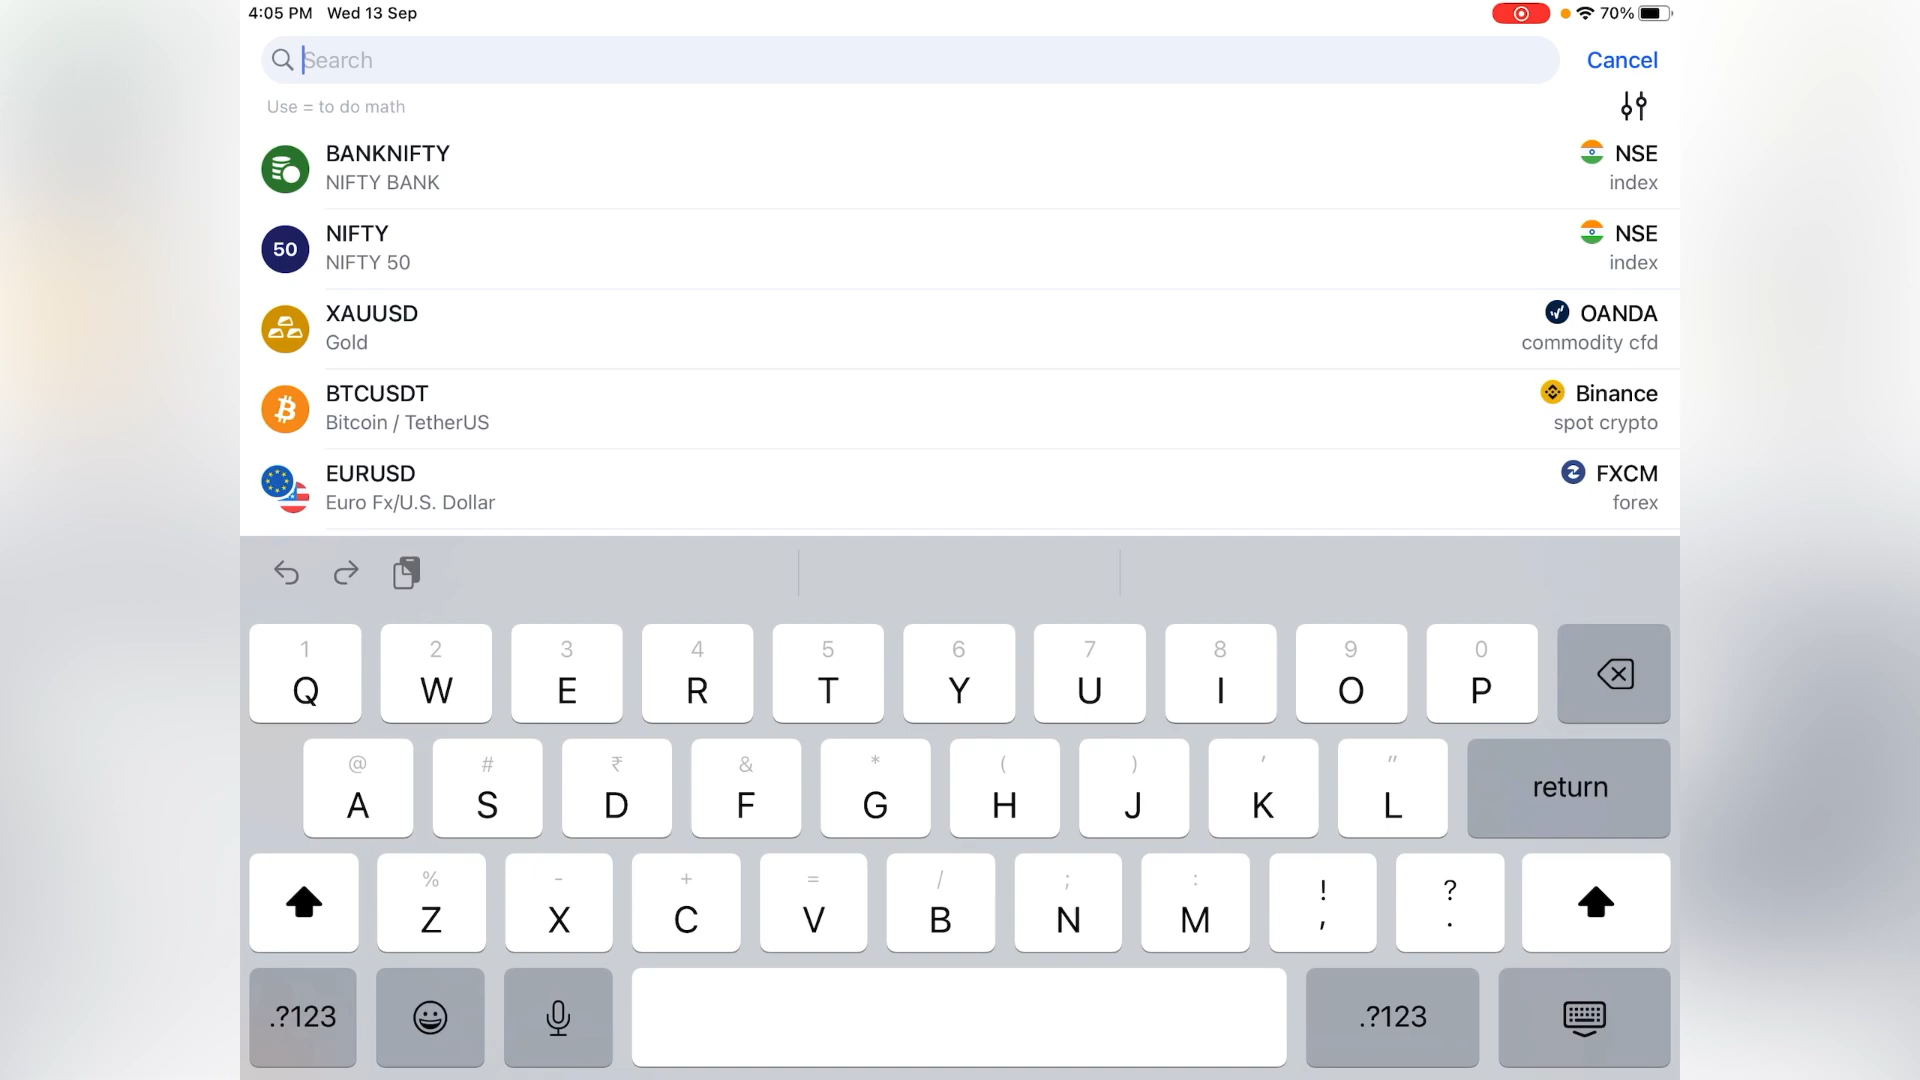 4:05 PM Wed 13 Sep
70%
Search
Cancel
Use = to do math
BANKNIFTY
NSE
NIFTY BANK
index
50
NIFTY
NSE
NIFTY 50
index
XAUUSD
OANDA
Gold
commodity cfd
BTCUSDT
Binance
Bitcoin / TetherUS
spot crypto
EURUSD
FXCM
Euro Fx/U.S. Dollar
forex
1 2 3 4 5 6 7 8 9 0
Q W E R T Y U I O P
@ # ₹ & * ( ) ' "
A S D F G H J K L return
% - + = / ; : ! ?
Z X C V B N M , .
.?123 .?123